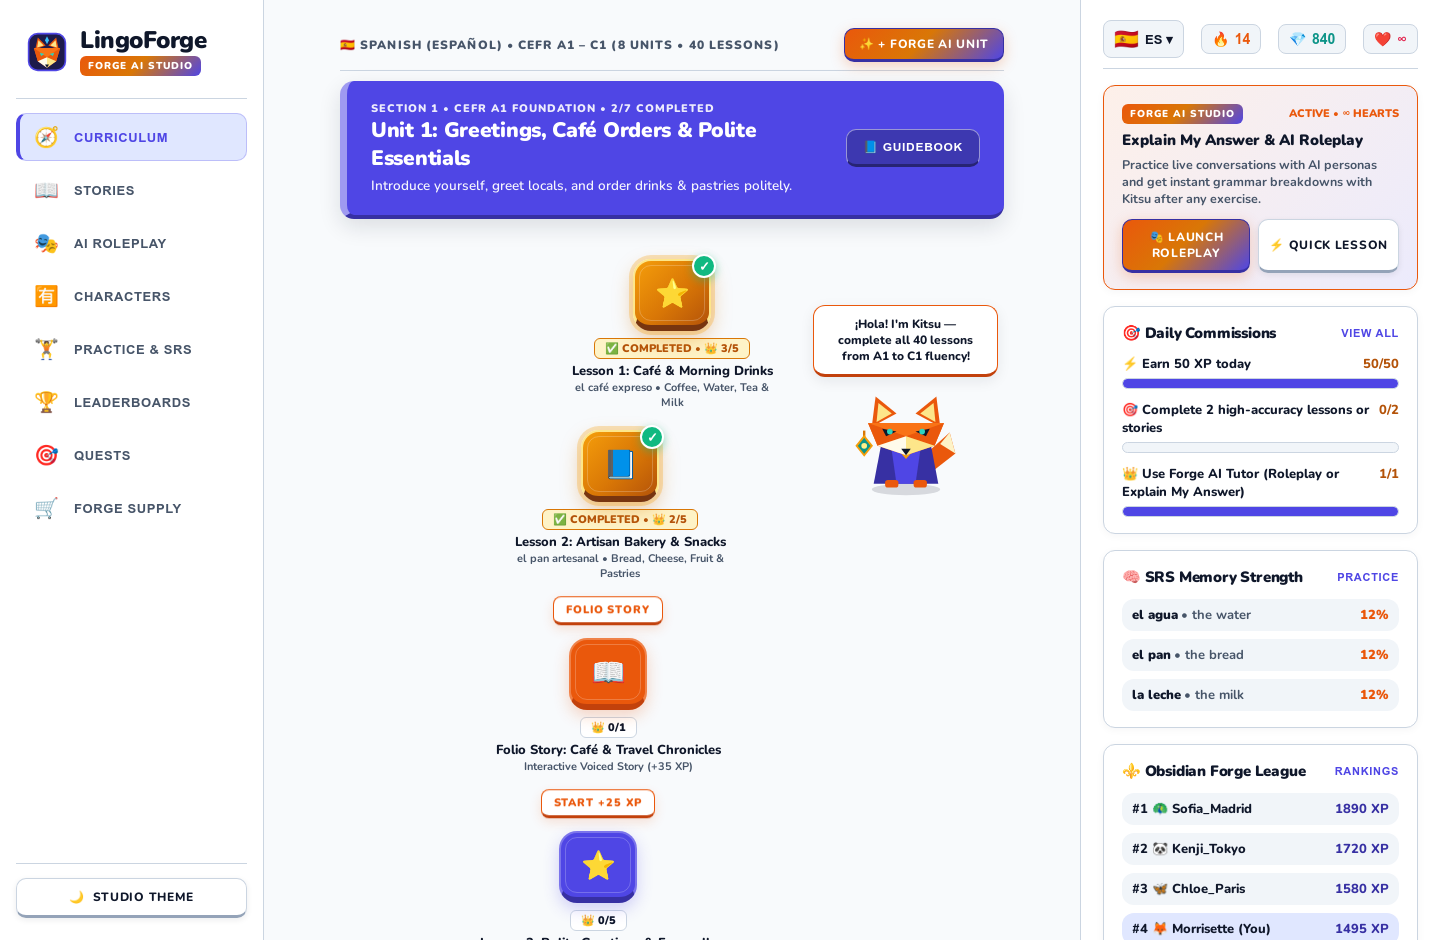 LingoForge
FORGE AI STUDIO
CURRICULUM
STORIES
AI ROLEPLAY
有 CHARACTERS
PRACTICE & SRS
LEADERBOARDS
QUESTS
FORGE SUPPLY
STUDIO THEME
SPANISH (ESPAÑOL) • CEFR A1 – C1 (8 UNITS • 40 LESSONS)
+ FORGE AI UNIT
SECTION 1 • CEFR A1 FOUNDATION • 2/7 COMPLETED
Unit 1: Greetings, Café Orders & Polite
Essentials
Introduce yourself, greet locals, and order drinks & pastries politely.
GUIDEBOOK
COMPLETED • 3/5
Lesson 1: Café & Morning Drinks
el café expreso • Coffee, Water, Tea &
Milk
¡Hola! I'm Kitsu —
complete all 40 lessons
from A1 to C1 fluency!
COMPLETED • 2/5
Lesson 2: Artisan Bakery & Snacks
el pan artesanal • Bread, Cheese, Fruit &
Pastries
FOLIO STORY
0/1
Folio Story: Café & Travel Chronicles
Interactive Voiced Story (+35 XP)
START +25 XP
0/5
ES ▾
14
840
∞
FORGE AI STUDIO
ACTIVE • ∞ HEARTS
Explain My Answer & AI Roleplay
Practice live conversations with AI personas
and get instant grammar breakdowns with
Kitsu after any exercise.
LAUNCH
ROLEPLAY
QUICK LESSON
Daily Commissions
VIEW ALL
Earn 50 XP today 50/50
Complete 2 high-accuracy lessons or 0/2
stories
Use Forge AI Tutor (Roleplay or 1/1
Explain My Answer)
SRS Memory Strength
PRACTICE
el agua • the water 12%
el pan • the bread 12%
la leche • the milk 12%
Obsidian Forge League
RANKINGS
#1 Sofia_Madrid 1890 XP
#2 Kenji_Tokyo 1720 XP
#3 Chloe_Paris 1580 XP
#4 Morrisette (You) 1495 XP